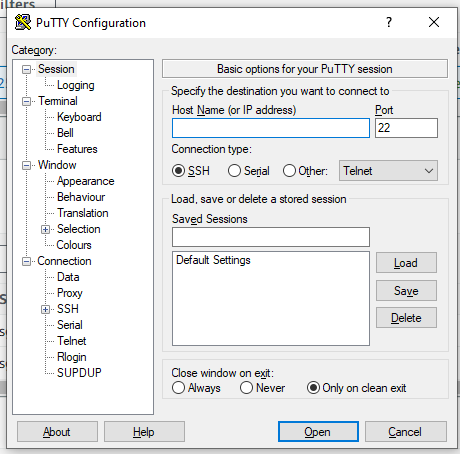 ilters
PuTTY Configuration
Category:
Session
Logging
Terminal
Keyboard
Bell
Features
Window
Appearance
Behaviour
Translation
Selection
Colours
Connection
Data
Proxy
SSH
Serial
Telnet
Rlogin
SUPDUP
Basic options for your PuTTY session
Specify the destination you want to connect to
Host Name (or IP address) Port
22
Connection type:
SSH Serial Other: Telnet
Load, save or delete a stored session
Saved Sessions
Default Settings
Load
Save
Delete
Close window on exit:
Always Never Only on clean exit
About Help Open Cancel